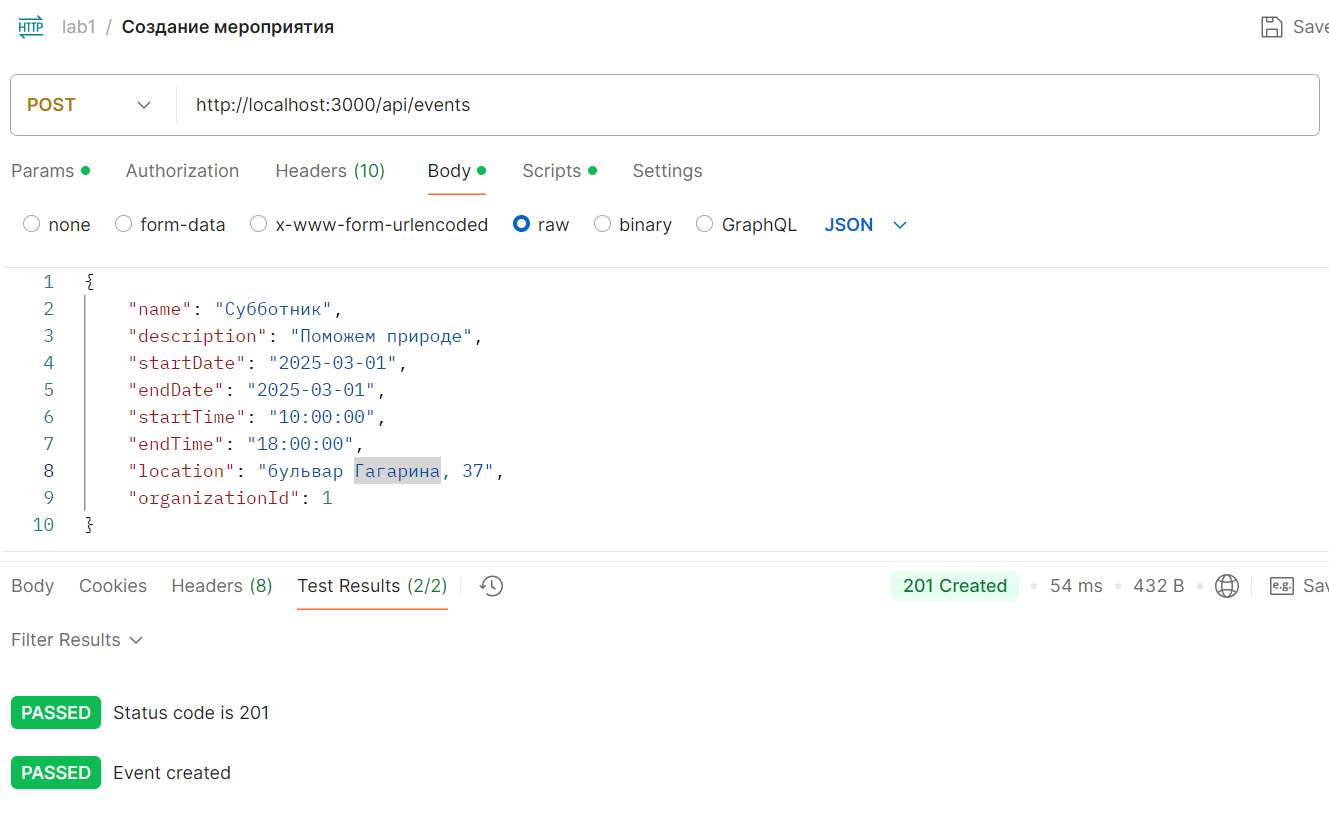 HTTP lab1 / Создание мероприятия Save
POST http://localhost:3000/api/events
Params Authorization Headers (10) Body Scripts Settings
none form-data x-www-form-urlencoded raw binary GraphQL JSON
1 {
2 "name": "Субботник",
3 "description": "Поможем природе",
4 "startDate": "2025-03-01",
5 "endDate": "2025-03-01",
6 "startTime": "10:00:00",
7 "endTime": "18:00:00",
8 "location": "бульвар Гагарина, 37",
9 "organizationId": 1
10 }
Body Cookies Headers (8) Test Results (2/2) 201 Created 54 ms 432 B e.g. Sav
Filter Results
PASSED Status code is 201
PASSED Event created